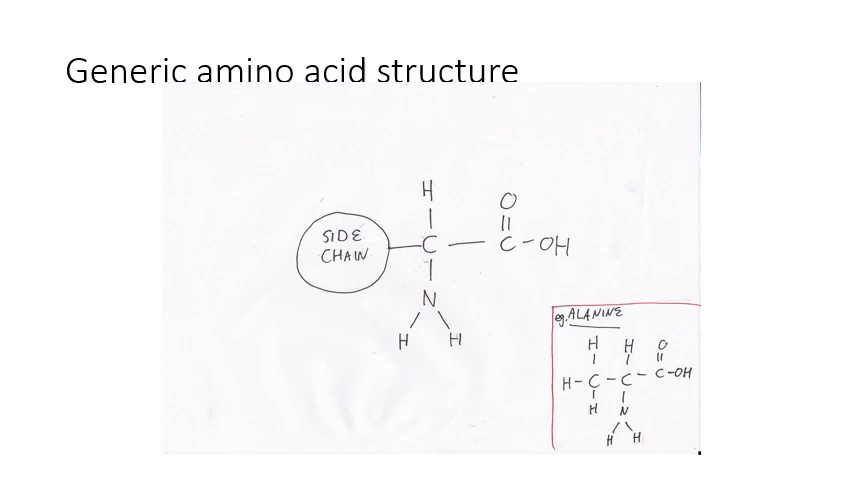 Generic amino acid structure
H
O
SIDE
CHAIN
C
C-OH
N
H H
eg. ALANINE
H H O
H-C-C-C-OH
H N
H H